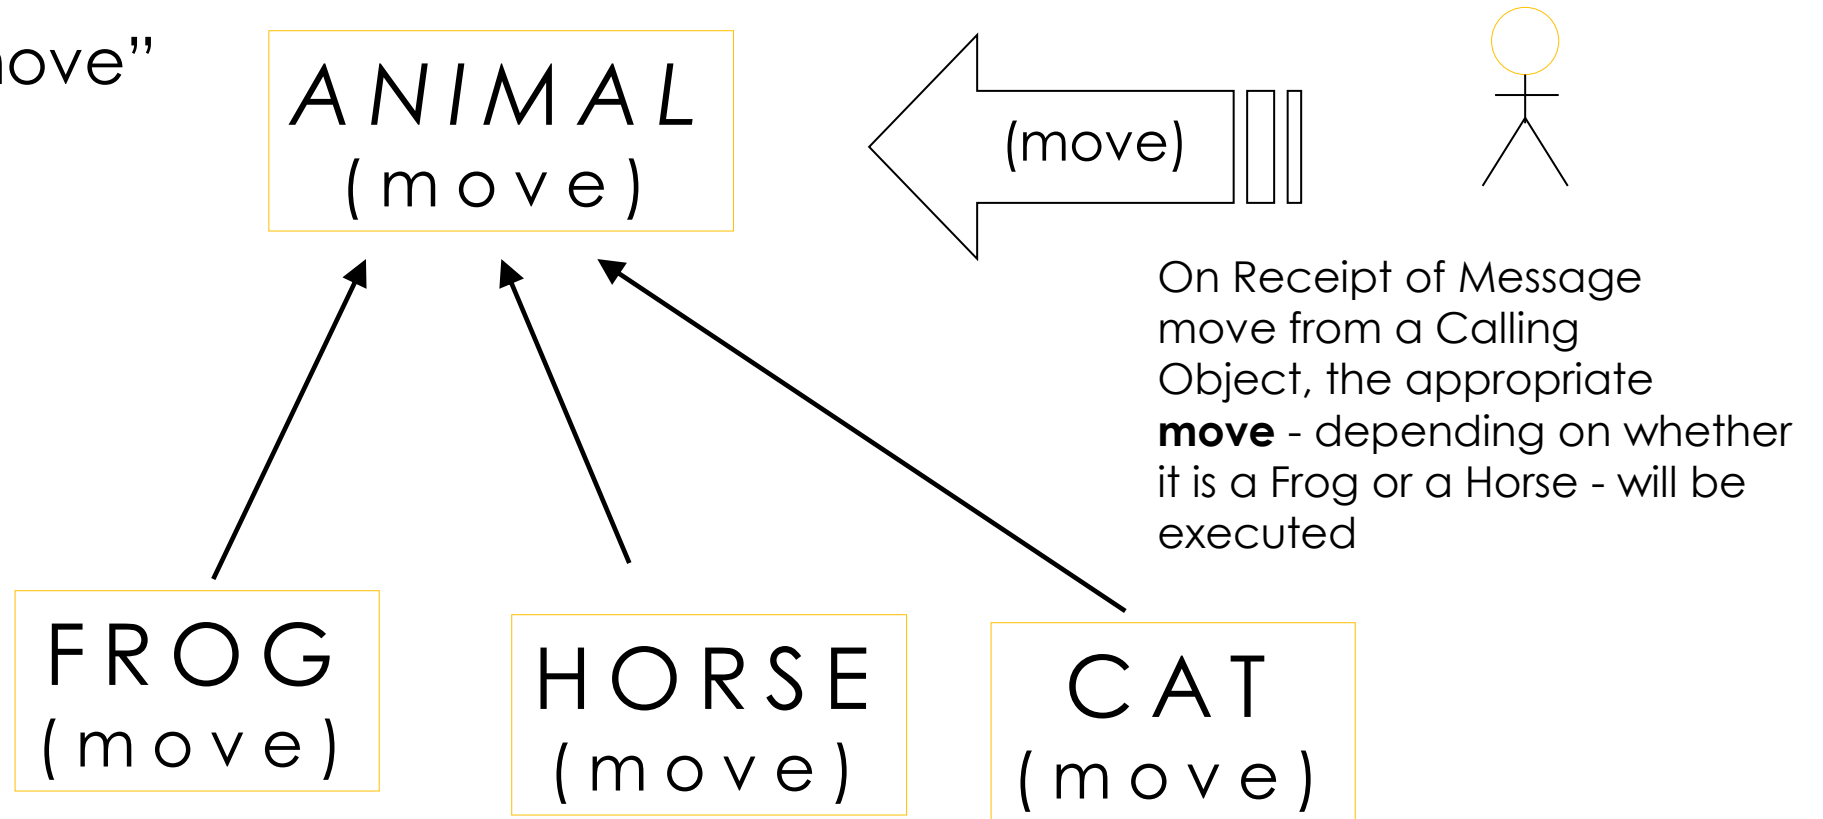 ove”
ANIMAL
(move)
(move)
On Receipt of Message
move from a Calling
Object, the appropriate
move - depending on whether
it is a Frog or a Horse - will be
executed
FROG
(move)
HORSE
(move)
CAT
(move)